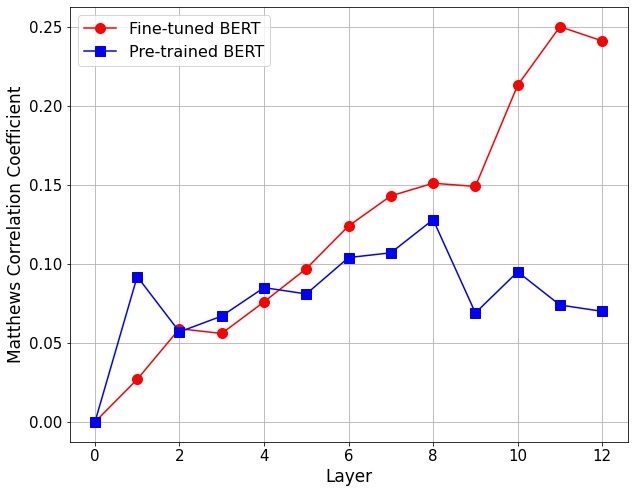 Fine-tuned BERT
Pre-trained BERT
Matthews Correlation Coefficient
0.25
0.20
0.15
0.10
0.05
0.00
0 2 4 6 8 10 12
Layer